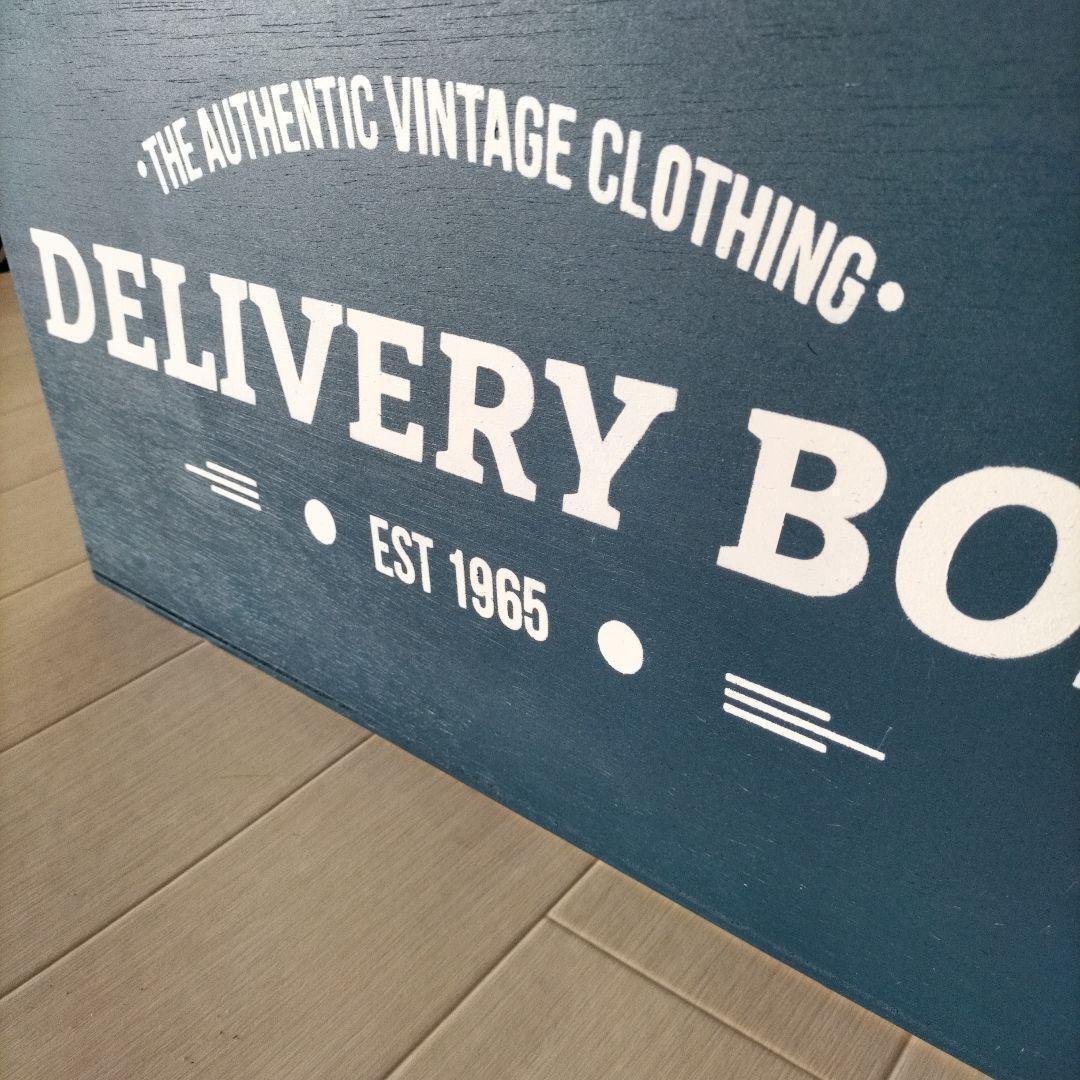 ·THE AUTHENTIC VINTAGE CLOTHING·
DELIVERY BO
EST 1965